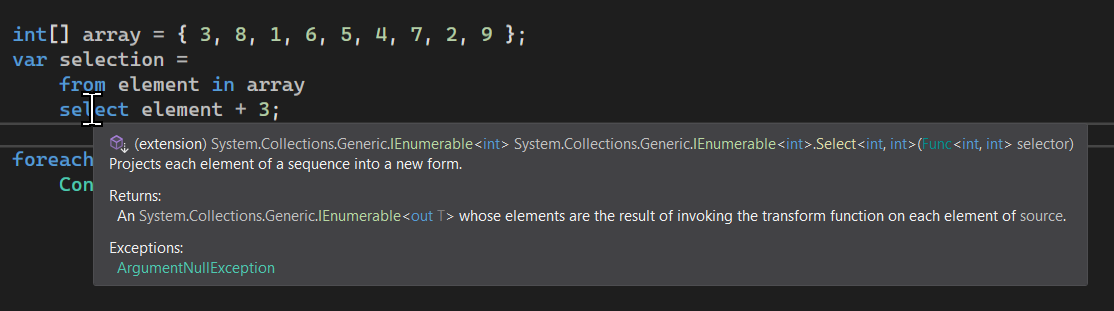 int[] array = { 3, 8, 1, 6, 5, 4, 7, 2, 9 };
var selection =
from element in array
select element + 3;
(extension) System.Collections.Generic.IEnumerable<int> System.Collections.Generic.IEnumerable<int>.Select<int, int>(Func<int, int> selector)
Projects each element of a sequence into a new form.
Returns:
An System.Collections.Generic.IEnumerable<out T> whose elements are the result of invoking the transform function on each element of source.
Exceptions:
ArgumentNullException
foreach
Con